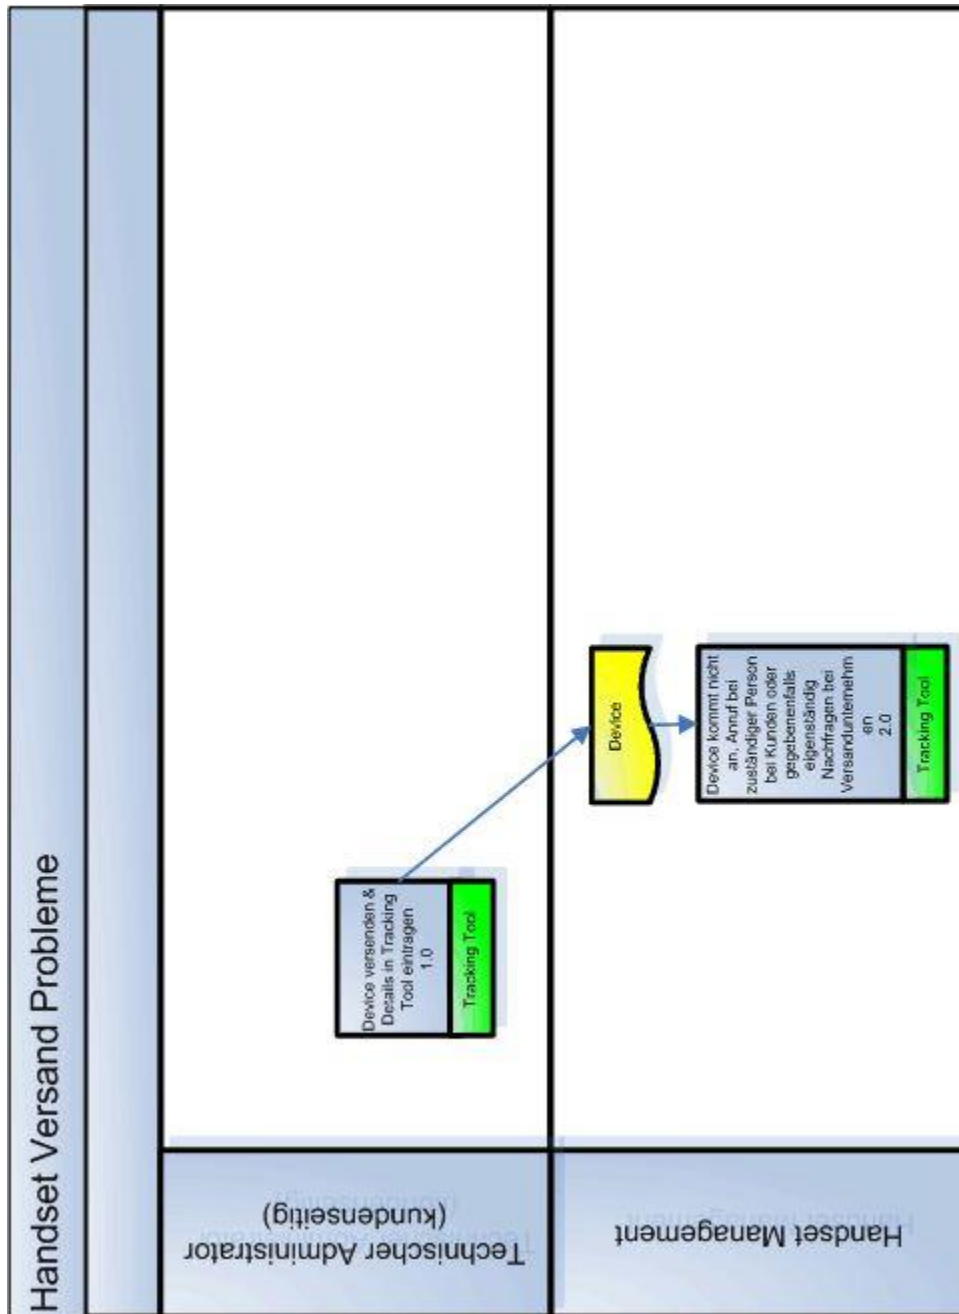 Handset Versand Probleme
Technischer Administrator
(kundenseitig)
Device versenden &
Details in Tracking
Tool eintragen
1.0
Tracking Tool
Handset Management
Device
Device kommt nicht
an, Anruf bei
zuständiger Person
bei Kunden oder
gegebenenfalls
eigenständig
Nachfragen bei
Versandunternehm
en
2.0
Tracking Tool